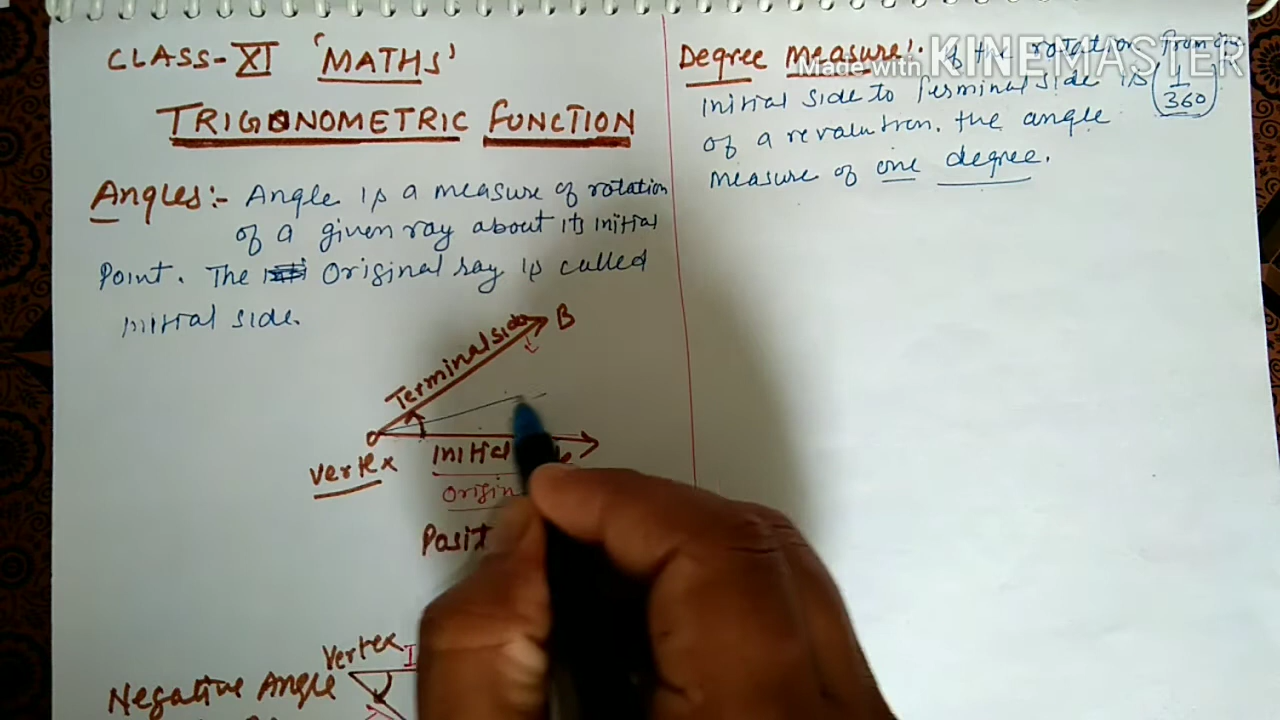 CLASS-XI 'MATHS'
TRIGONOMETRIC FUNCTION
Angles:- Angle is a measure of rotation
of a given ray about its initial
Point. The Original ray is called
initial side.
Terminal side
B
Vertex
Initial
Origin
Posit
Vertex
I
Negative Angle
Degree measure:- If the rotation from
Made with KINEMASTER
initial side to Terminal side is (1/360)
of a revolution. the angle
measure of one degree.